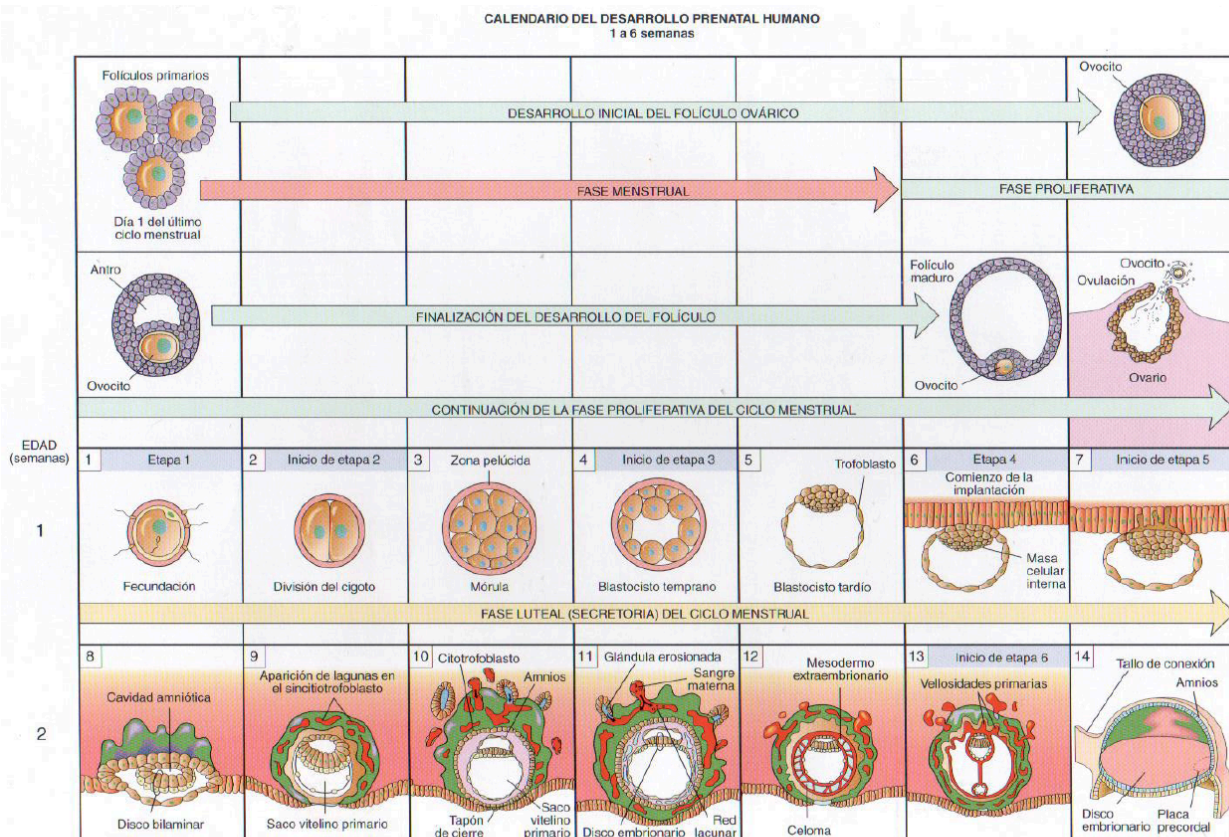 CALENDARIO DEL DESARROLLO PRENATAL HUMANO
1 a 6 semanas
Folículos primarios
DESARROLLO INICIAL DEL FOLÍCULO OVÁRICO
Ovocito
FASE MENSTRUAL
FASE PROLIFERATIVA
Día 1 del último
ciclo menstrual
Antro
Ovocito
FINALIZACIÓN DEL DESARROLLO DEL FOLÍCULO
Folículo
maduro
Ovocito
Ovocito
Ovulación
Ovario
CONTINUACIÓN DE LA FASE PROLIFERATIVA DEL CICLO MENSTRUAL
EDAD
(semanas)
1
1 Etapa 1
Fecundación
2 Inicio de etapa 2
División del cigoto
3 Zona pelúcida
Mórula
4 Inicio de etapa 3
Blastocisto temprano
5 Trofoblasto
Blastocisto tardío
6 Etapa 4
Comienzo de la
implantación
Masa
celular
interna
7 Inicio de etapa 5
FASE LUTEAL (SECRETORIA) DEL CICLO MENSTRUAL
2
8
Cavidad amniótica
Disco bilaminar
9
Aparición de lagunas en
el sincitiotrofoblasto
Saco vitelino primario
10 Citotrofoblasto
Amnios
Tapón
de cierre
Saco
vitelino
primario
11 Glándula erosionada
Sangre
materna
Disco embrionario
Red
lacunar
12 Mesodermo
extraembrionario
Celoma
13 Inicio de etapa 6
Vellosidades primarias
14
Tallo de conexión
Amnios
Disco
embrionario
Placa
precordal